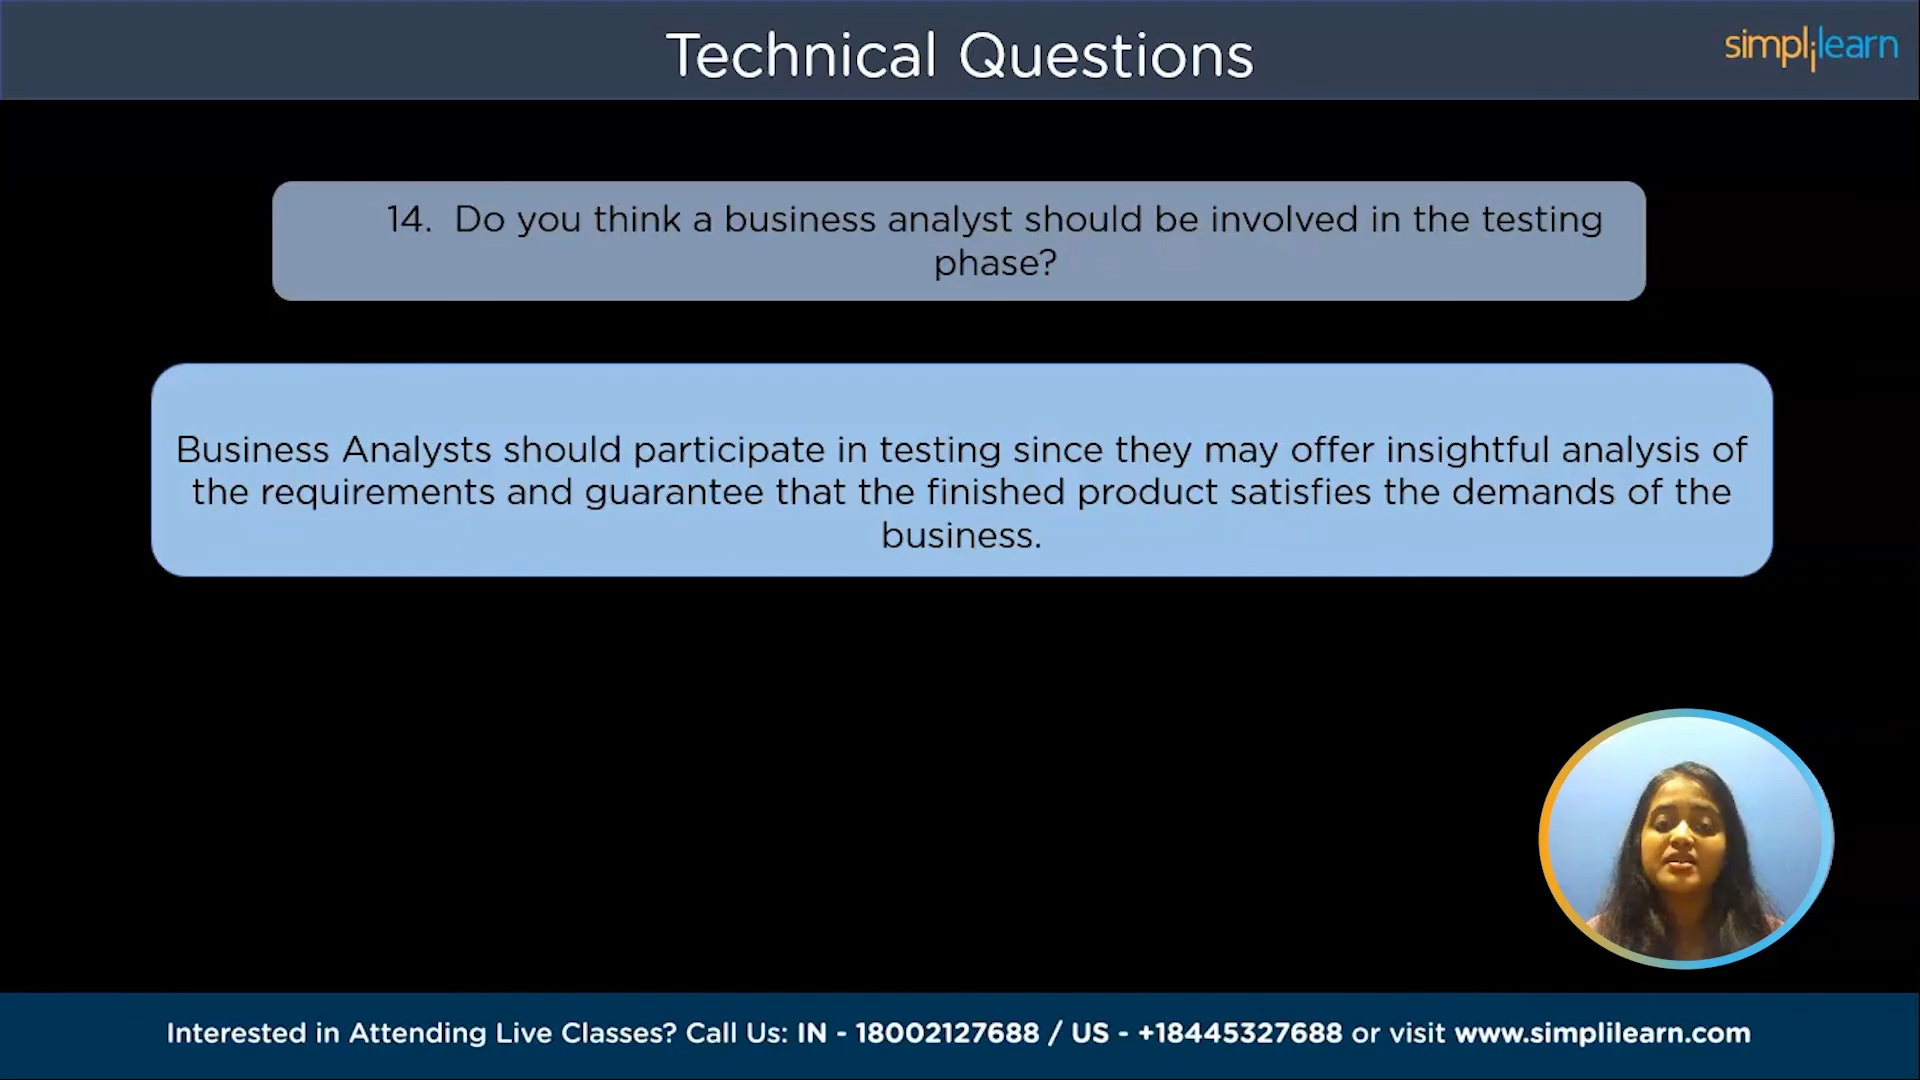 Technical Questions
simplilearn
14. Do you think a business analyst should be involved in the testing
phase?
Business Analysts should participate in testing since they may offer insightful analysis of
the requirements and guarantee that the finished product satisfies the demands of the
business.
Interested in Attending Live Classes? Call Us: IN - 18002127688 / US - +18445327688 or visit www.simplilearn.com